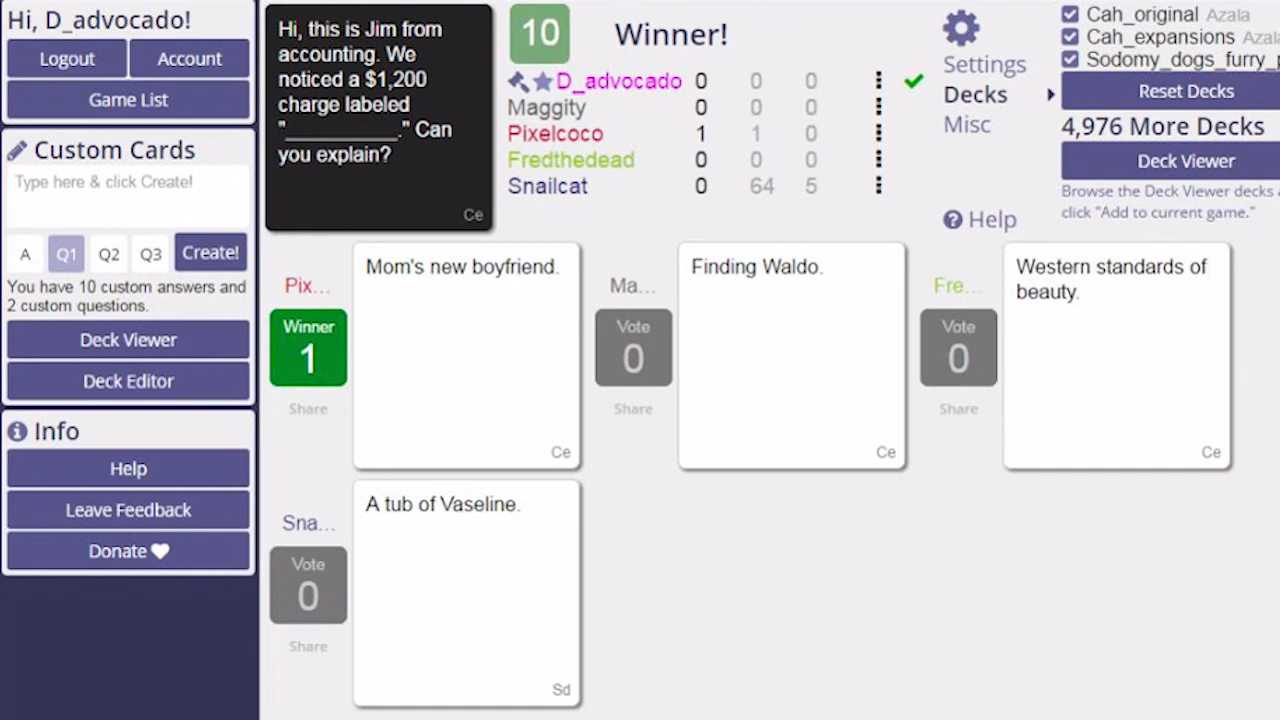 Hi, D_advocado!
Logout
Account
Game List
Custom Cards
Type here & click Create!
A
Q1
Q2
Q3
Create!
You have 10 custom answers and
2 custom questions.
Deck Viewer
Deck Editor
Info
Help
Leave Feedback
Donate
Hi, this is Jim from
accounting. We
noticed a $1,200
charge labeled
"__________." Can
you explain?
Ce
10
Winner!
D_advocado 0 0 0
Maggity 0 0 0
Pixelcoco 1 1 0
Fredthedead 0 0 0
Snailcat 0 64 5
Settings
Decks
Misc
Help
Cah_original Azala
Cah_expansions Azala
Sodomy_dogs_furry_p
Reset Decks
4,976 More Decks
Deck Viewer
Browse the Deck Viewer decks
click "Add to current game."
Pix...
Winner
1
Share
Mom's new boyfriend.
Ce
Ma...
Vote
0
Share
Finding Waldo.
Ce
Fre...
Vote
0
Share
Western standards of
beauty.
Ce
Sna...
Vote
0
Share
A tub of Vaseline.
Sd